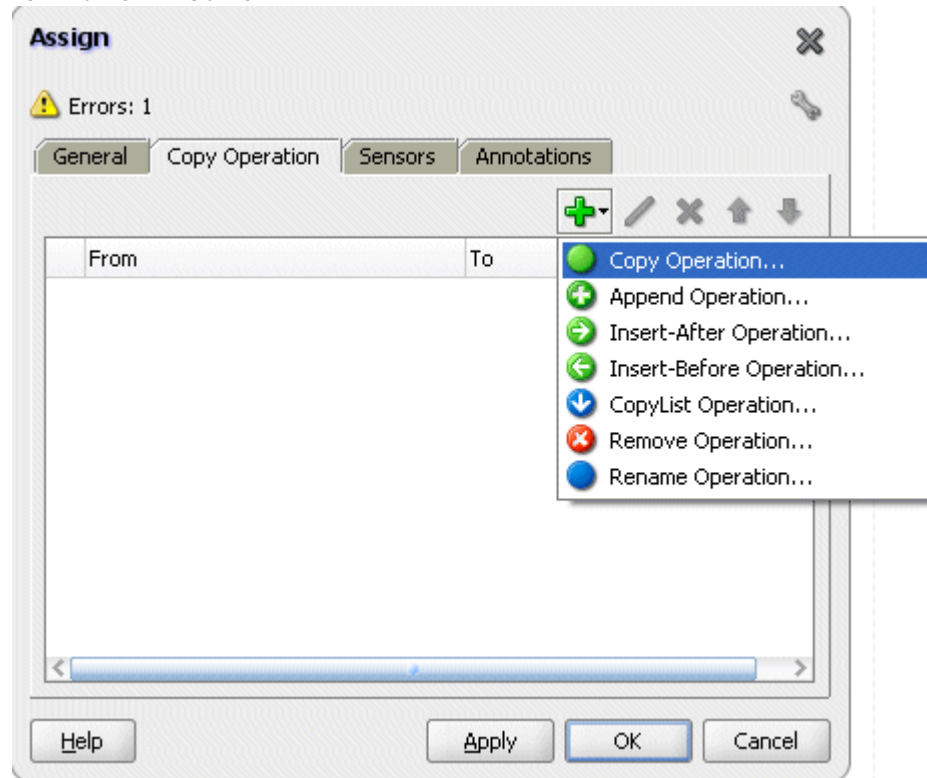 Assign
Errors: 1
General Copy Operation Sensors Annotations
From To
Copy Operation...
Append Operation...
Insert-After Operation...
Insert-Before Operation...
CopyList Operation...
Remove Operation...
Rename Operation...
Help Apply OK Cancel